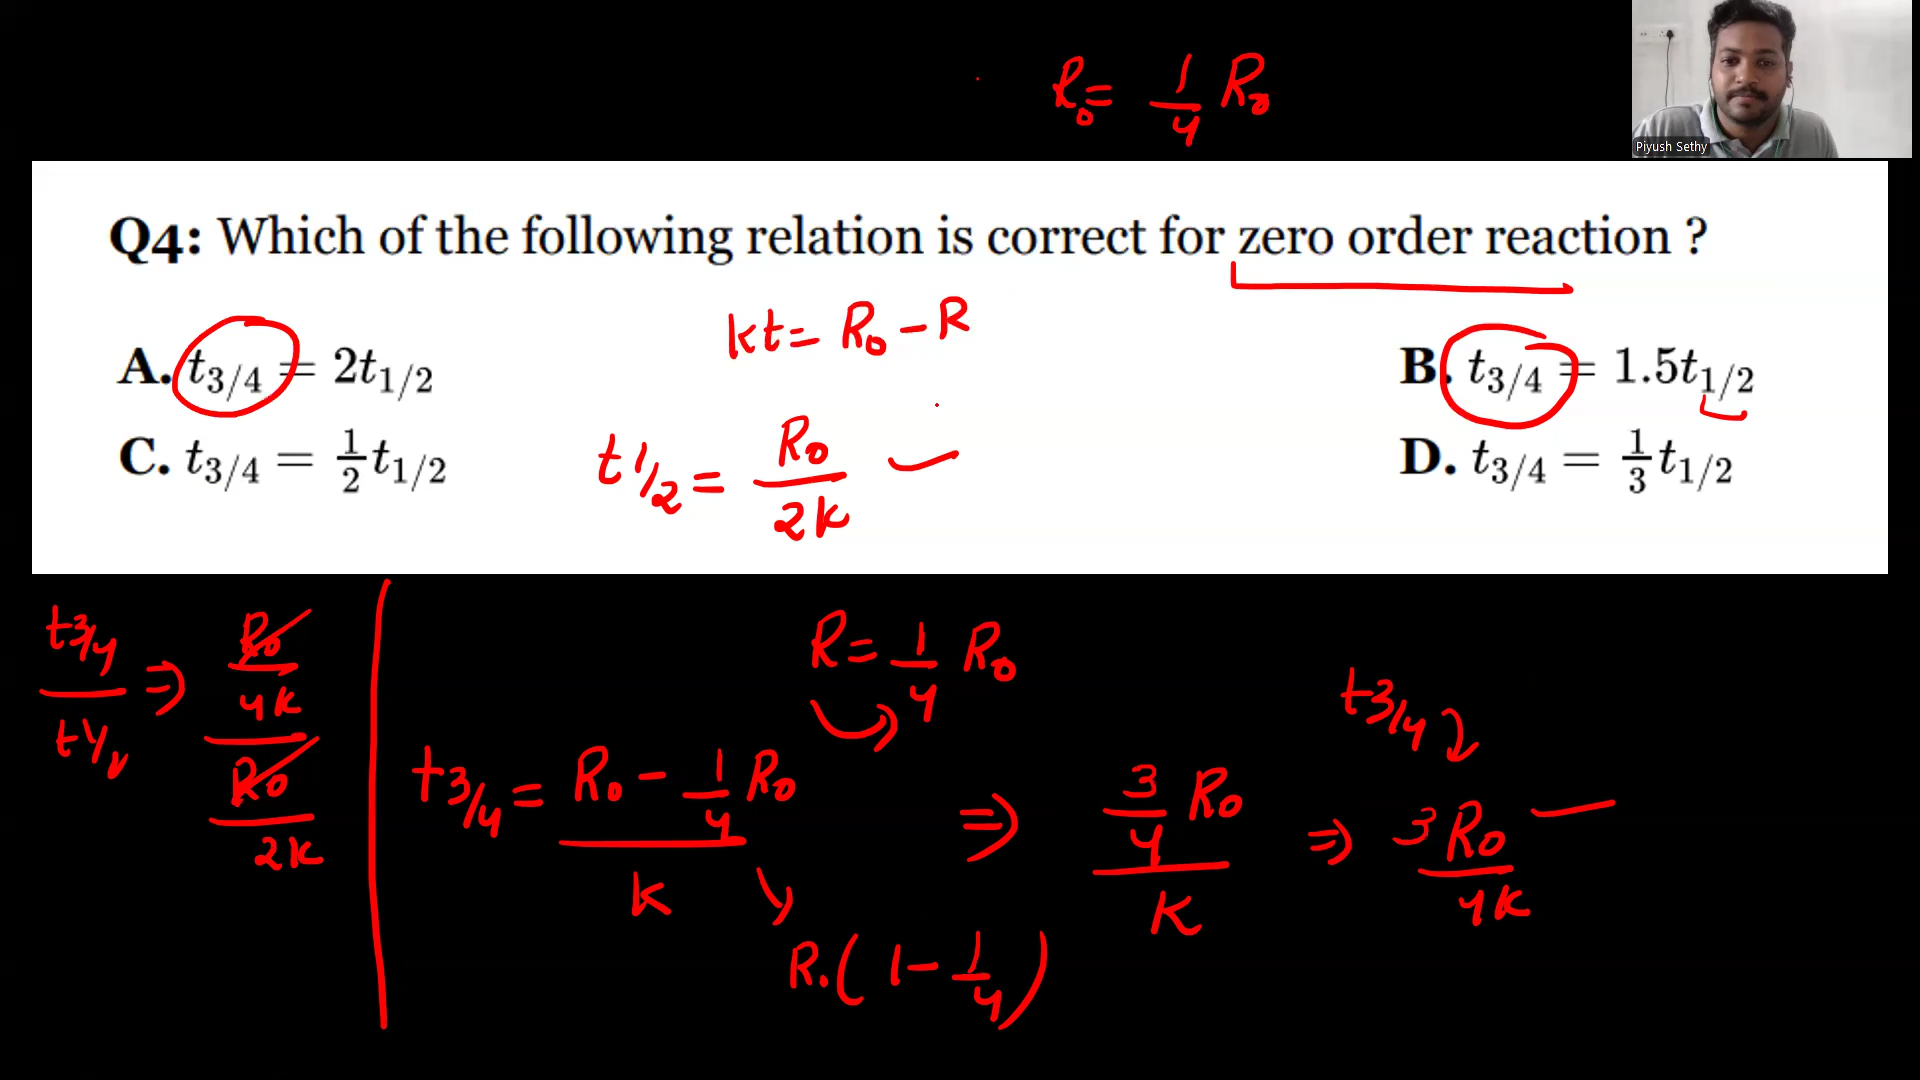 R₀ = 1/4 R₀
Piyush Sethy
Q4: Which of the following relation is correct for zero order reaction ?
kt = R₀ - R
A. t3/4 = 2t1/2
B. t3/4 = 1.5t1/2
t1/2 = R₀/2k
C. t3/4 = 1/2 t1/2
D. t3/4 = 1/3 t1/2
t3/4 / t1/2 ⇒ R₀/4k / R₀/2k
R = 1/4 R₀
t3/4
t3/4 = R₀ - 1/4 R₀ / k ⇒ 3/4 R₀ / k ⇒ 3R₀/4k
R₀(1 - 1/4)